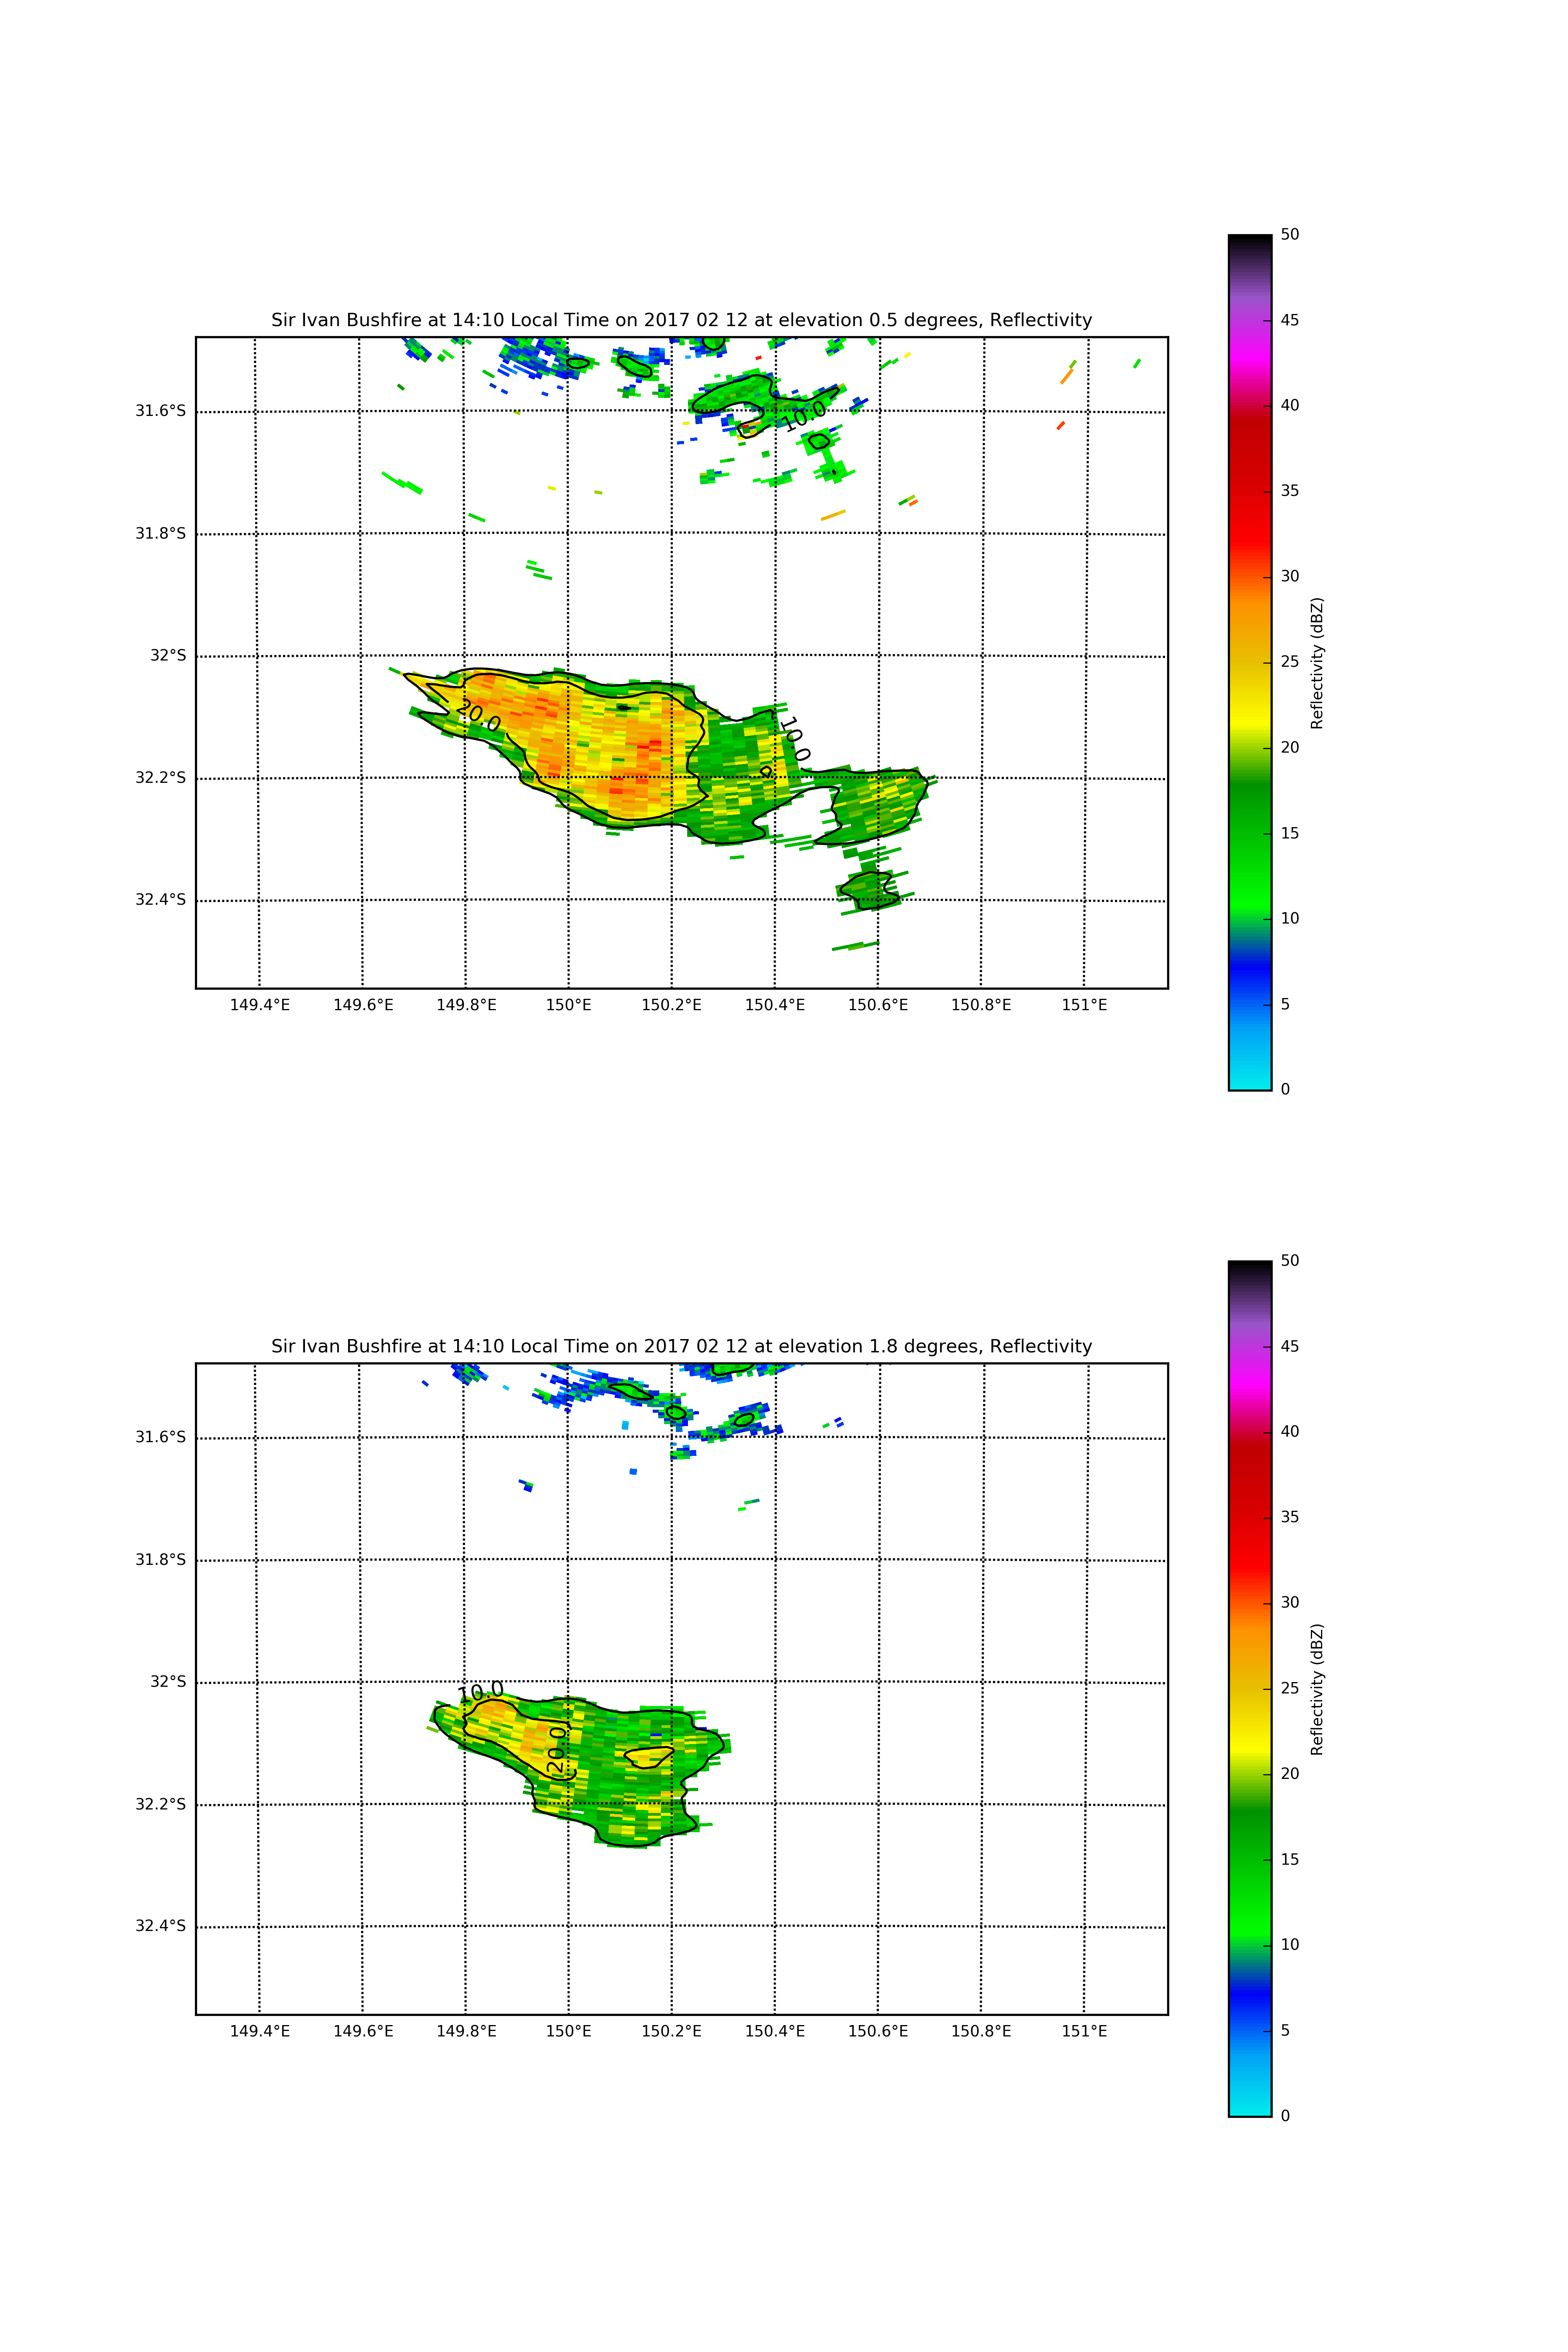 Sir Ivan Bushfire at 14:10 Local Time on 2017 02 12 at elevation 0.5 degrees, Reflectivity
50
45
40
35
30
25
20
15
10
5
0
Reflectivity (dBZ)
31.6°S
31.8°S
32°S
32.2°S
32.4°S
10.0
20.0
10.0
149.4°E 149.6°E 149.8°E 150°E 150.2°E 150.4°E 150.6°E 150.8°E 151°E
Sir Ivan Bushfire at 14:10 Local Time on 2017 02 12 at elevation 1.8 degrees, Reflectivity
50
45
40
35
30
25
20
15
10
5
0
Reflectivity (dBZ)
31.6°S
31.8°S
32°S
32.2°S
32.4°S
10.0
20.0
149.4°E 149.6°E 149.8°E 150°E 150.2°E 150.4°E 150.6°E 150.8°E 151°E